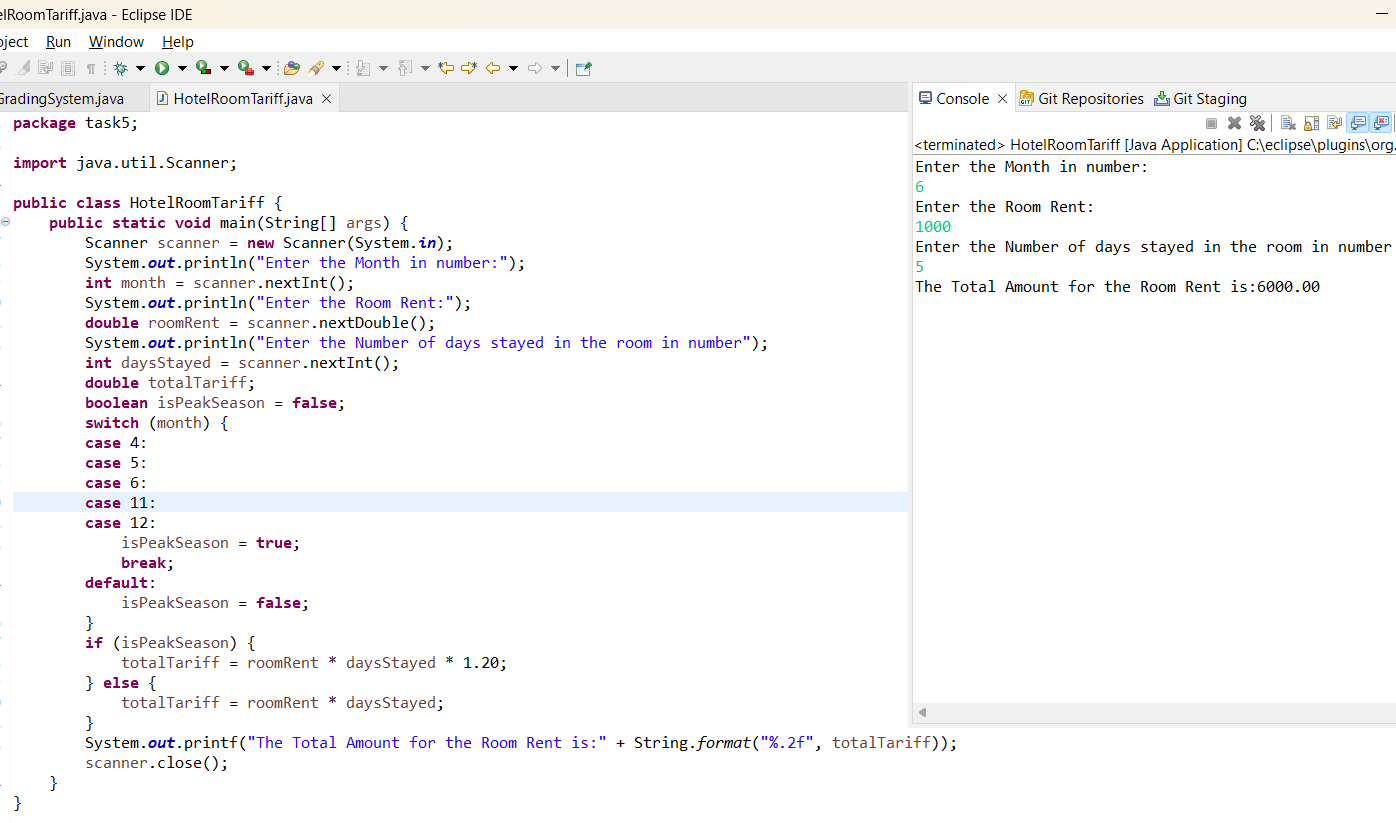 elRoomTariff.java - Eclipse IDE
oject Run Window Help
GradingSystem.java HotelRoomTariff.java
package task5;
import java.util.Scanner;
public class HotelRoomTariff {
public static void main(String[] args) {
Scanner scanner = new Scanner(System.in);
System.out.println("Enter the Month in number:");
int month = scanner.nextInt();
System.out.println("Enter the Room Rent:");
double roomRent = scanner.nextDouble();
System.out.println("Enter the Number of days stayed in the room in number");
int daysStayed = scanner.nextInt();
double totalTariff;
boolean isPeakSeason = false;
switch (month) {
case 4:
case 5:
case 6:
case 11:
case 12:
isPeakSeason = true;
break;
default:
isPeakSeason = false;
}
if (isPeakSeason) {
totalTariff = roomRent * daysStayed * 1.20;
} else {
totalTariff = roomRent * daysStayed;
}
System.out.printf("The Total Amount for the Room Rent is:" + String.format("%.2f", totalTariff));
scanner.close();
}
}
Console Git Repositories Git Staging
<terminated> HotelRoomTariff [Java Application] C:\eclipse\plugins\org.
Enter the Month in number:
6
Enter the Room Rent:
1000
Enter the Number of days stayed in the room in number
5
The Total Amount for the Room Rent is:6000.00